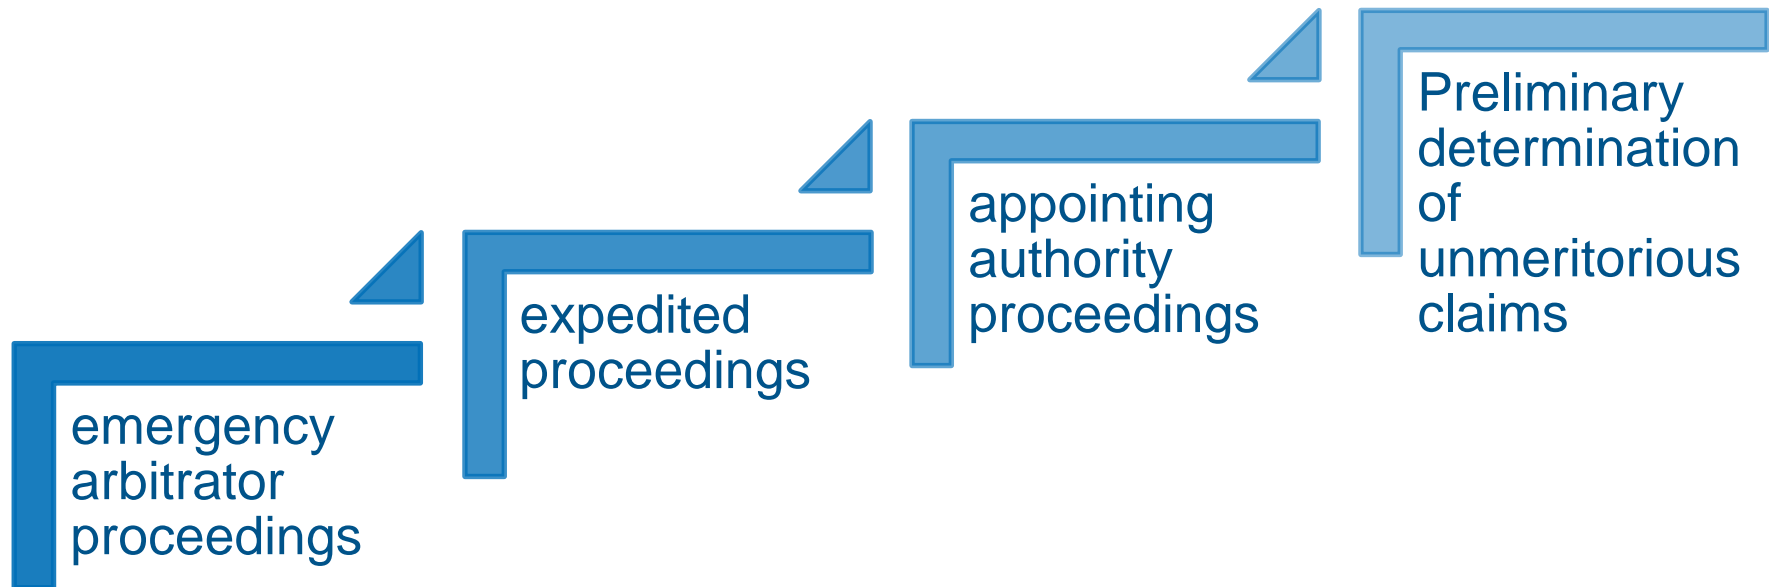 emergency
arbitrator
proceedings
expedited
proceedings
appointing
authority
proceedings
Preliminary
determination
of
unmeritorious
claims